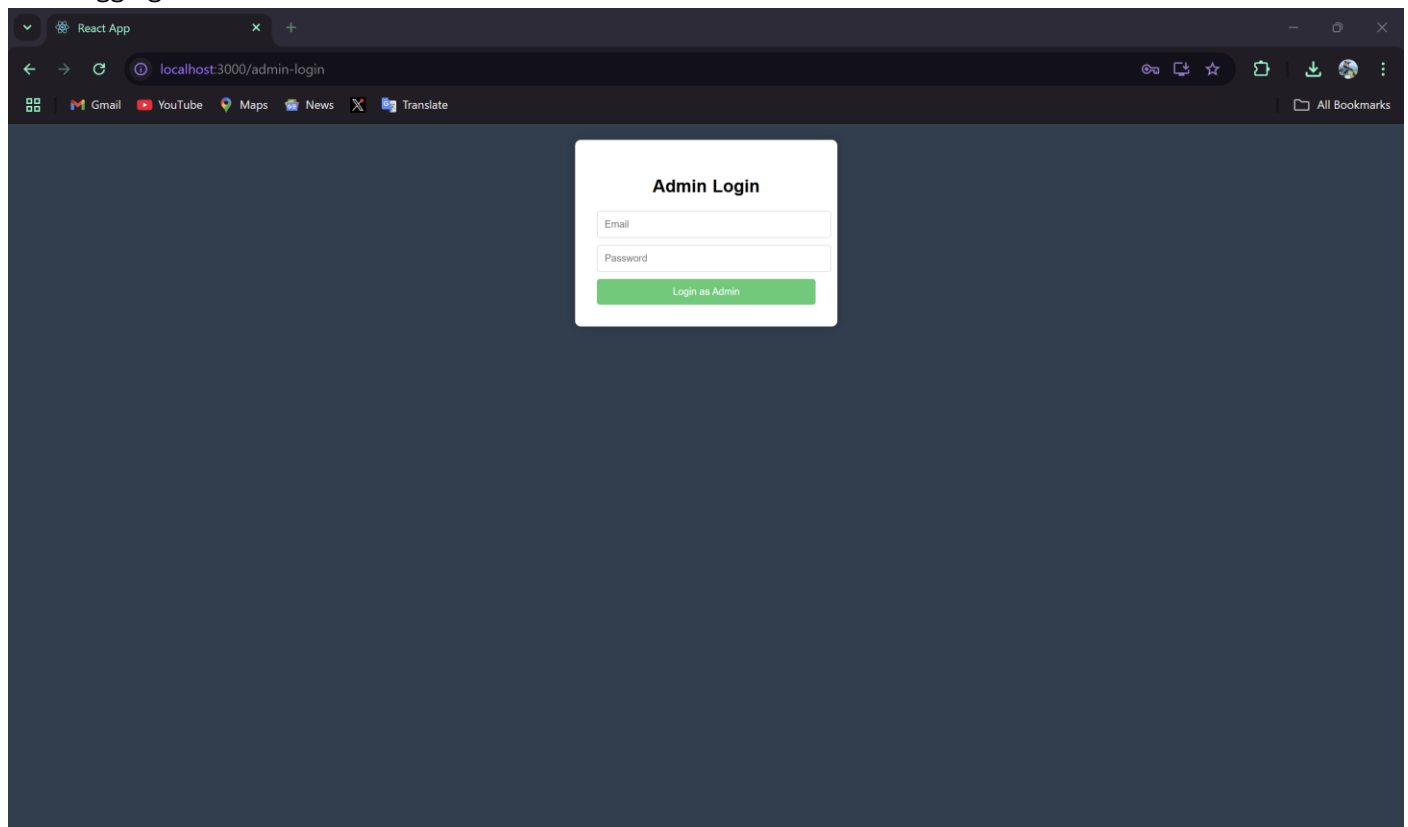 React App
localhost:3000/admin-login
Gmail YouTube Maps News Translate All Bookmarks
Admin Login
Email
Password
Login as Admin